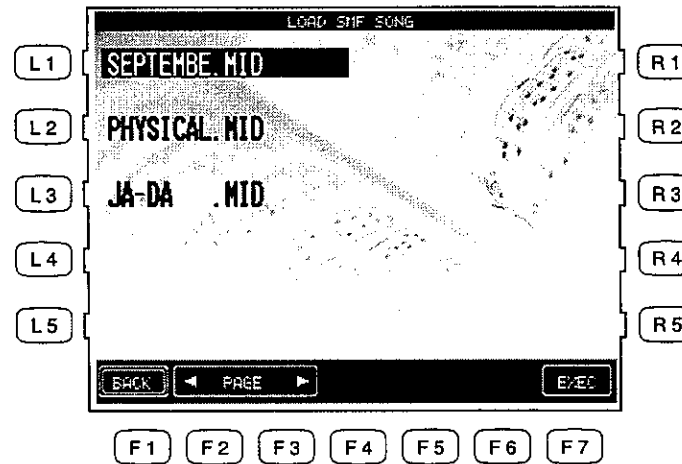 LOAD SMF SONG
L1 SEPTEMBE.MID R1
L2 PHYSICAL.MID R2
L3 JA-DA .MID R3
L4 R4
L5 R5
BACK ◄ PAGE ► EXEC
F1 F2 F3 F4 F5 F6 F7